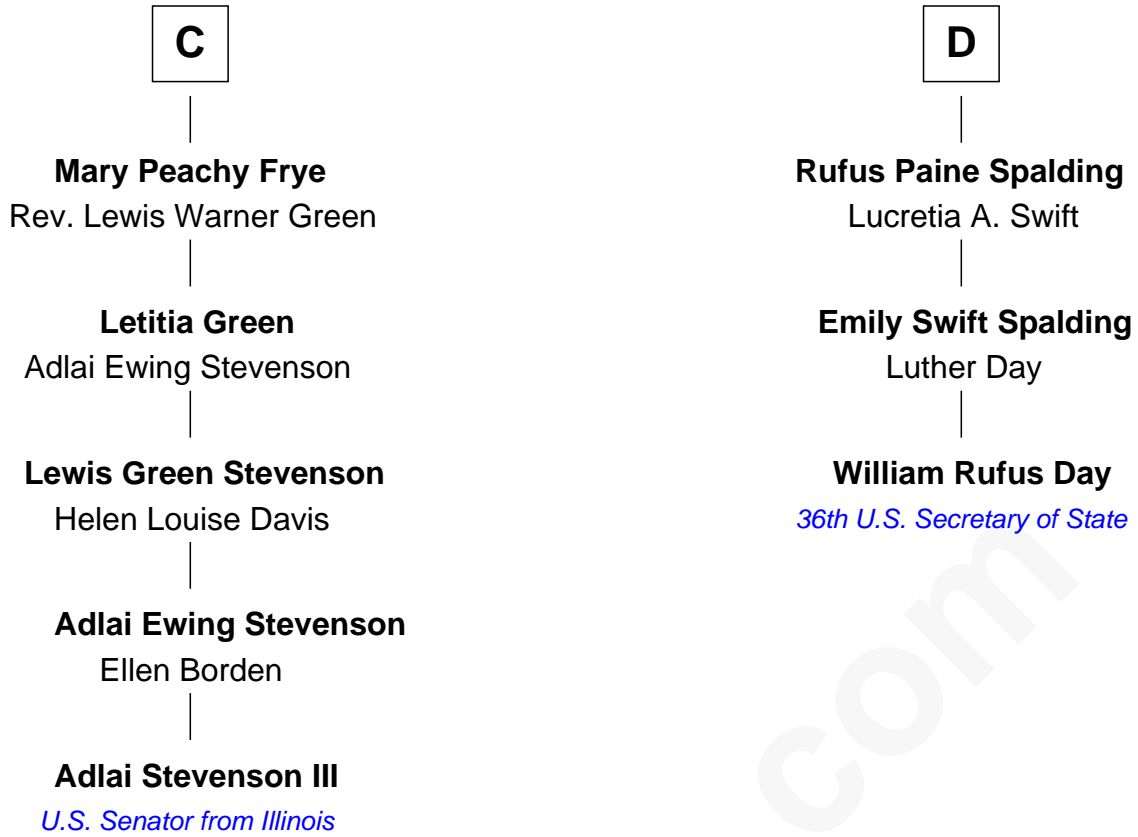 C
Mary Peachy Frye
Rev. Lewis Warner Green
Letitia Green
Adlai Ewing Stevenson
Lewis Green Stevenson
Helen Louise Davis
Adlai Ewing Stevenson
Ellen Borden
Adlai Stevenson III
U.S. Senator from Illinois
D
Rufus Paine Spalding
Lucretia A. Swift
Emily Swift Spalding
Luther Day
William Rufus Day
36th U.S. Secretary of State
com